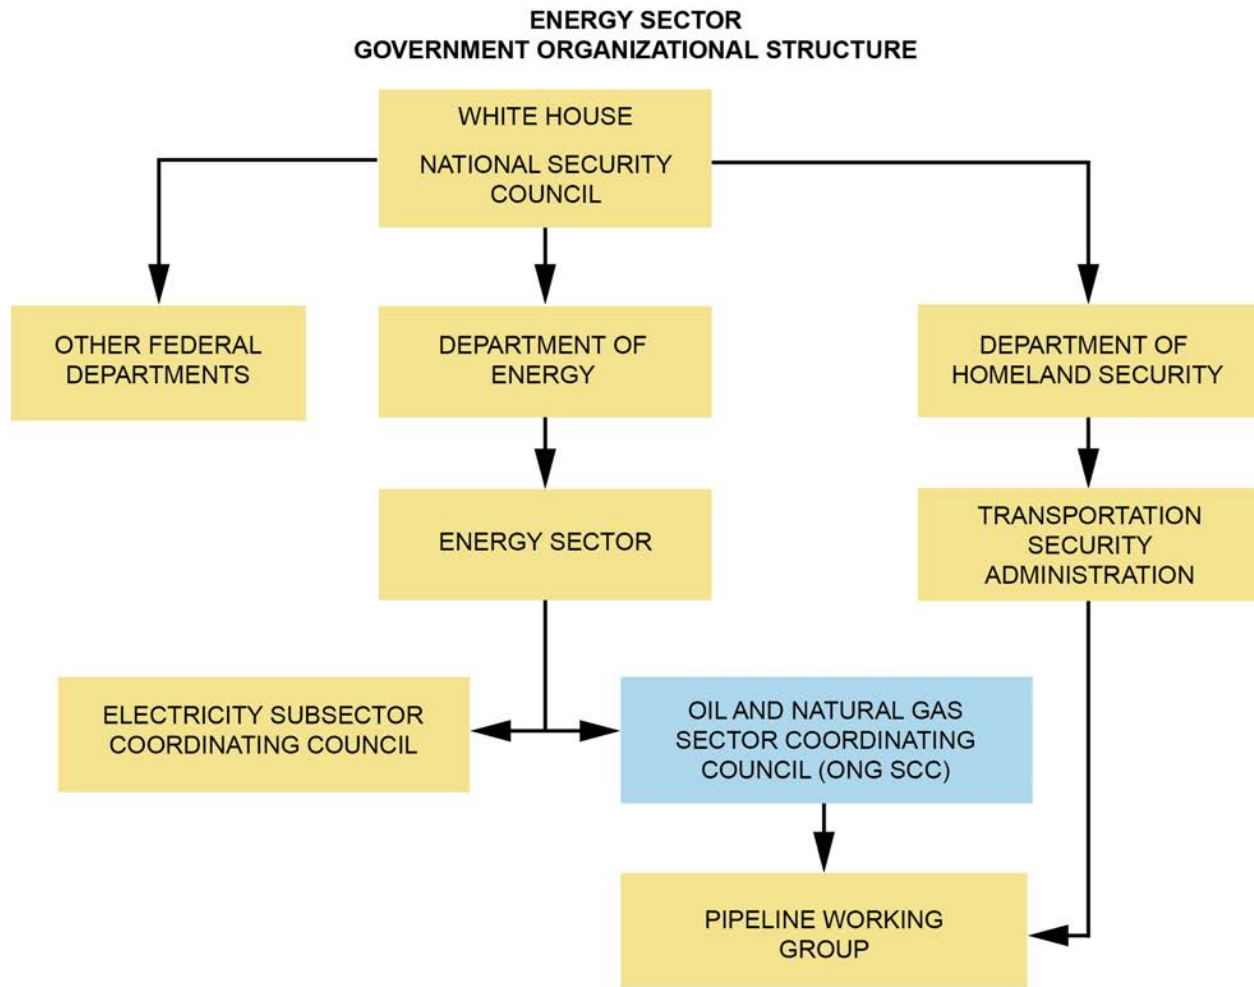 ENERGY SECTOR
GOVERNMENT ORGANIZATIONAL STRUCTURE
WHITE HOUSE
NATIONAL SECURITY
COUNCIL
OTHER FEDERAL
DEPARTMENTS
DEPARTMENT OF
ENERGY
DEPARTMENT OF
HOMELAND SECURITY
ENERGY SECTOR
TRANSPORTATION
SECURITY
ADMINISTRATION
ELECTRICITY SUBSECTOR
COORDINATING COUNCIL
OIL AND NATURAL GAS
SECTOR COORDINATING
COUNCIL (ONG SCC)
PIPELINE WORKING
GROUP